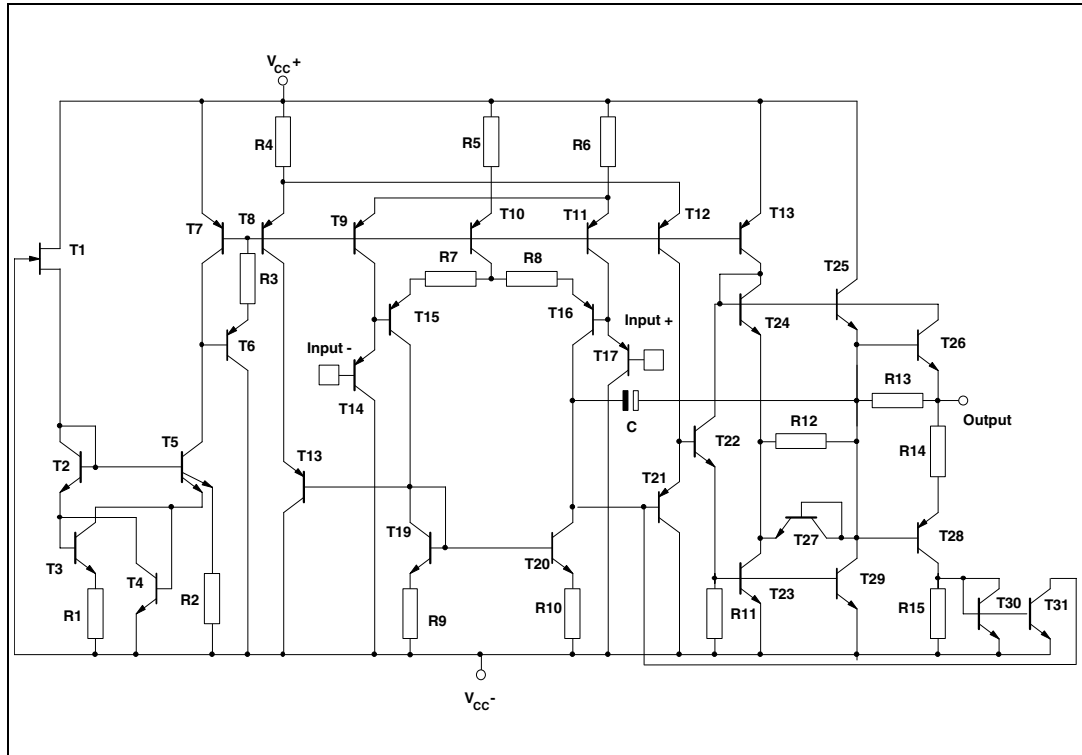 VCC+
R4
R5
R6
T7
T8
T9
T10
T11
T12
T13
T1
R3
R7
R8
T25
T15
T16
Input +
T24
T26
T6
Input -
T17
R13
T14
C
R12
Output
T22
R14
T2
T5
T13
T21
T19
T20
T27
T28
T3
T4
R1
R2
R9
R10
R11
T23
T29
R15
T30
T31
VCC-